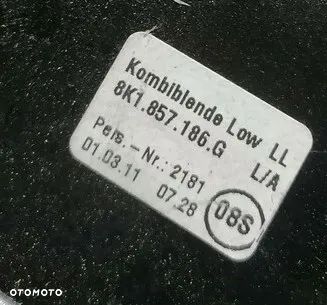 Kombiblende Low LL
8K1.857.186.G L/A
Pers.-Nr.: 2181
01.03.11 07.28 08S
OTOMOTO